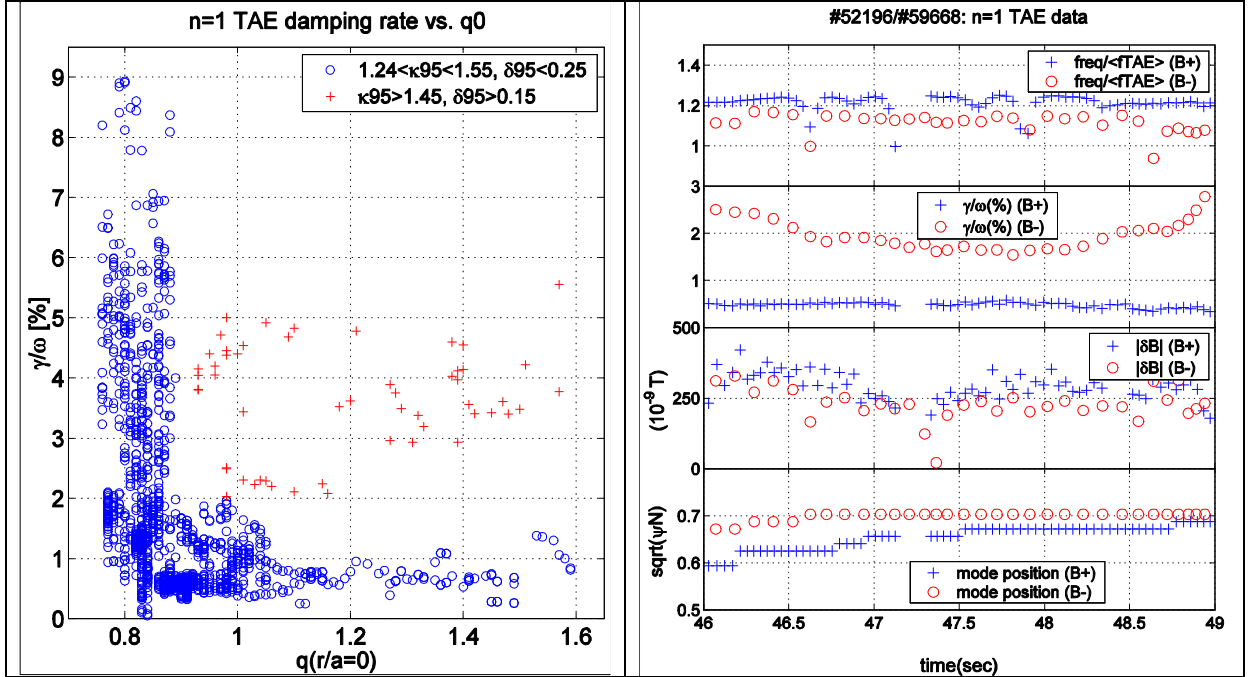 n=1 TAE damping rate vs. q0
1.24<κ95<1.55, δ95<0.25
κ95>1.45, δ95>0.15
9
8
7
6
5
4
3
2
1
0
γ/ω [%]
0.8
1
1.2
1.4
1.6
q(r/a=0)
#52196/#59668: n=1 TAE data
freq/<fTAE> (B+)
freq/<fTAE> (B-)
1.4
1.2
1
3
γ/ω(%) (B+)
γ/ω(%) (B-)
2
1
500
|δB| (B+)
|δB| (B-)
250
0
(10⁻⁹ T)
0.7
0.6
0.5
sqrt(ψN)
mode position (B+)
mode position (B-)
46
46.5
47
47.5
48
48.5
49
time(sec)